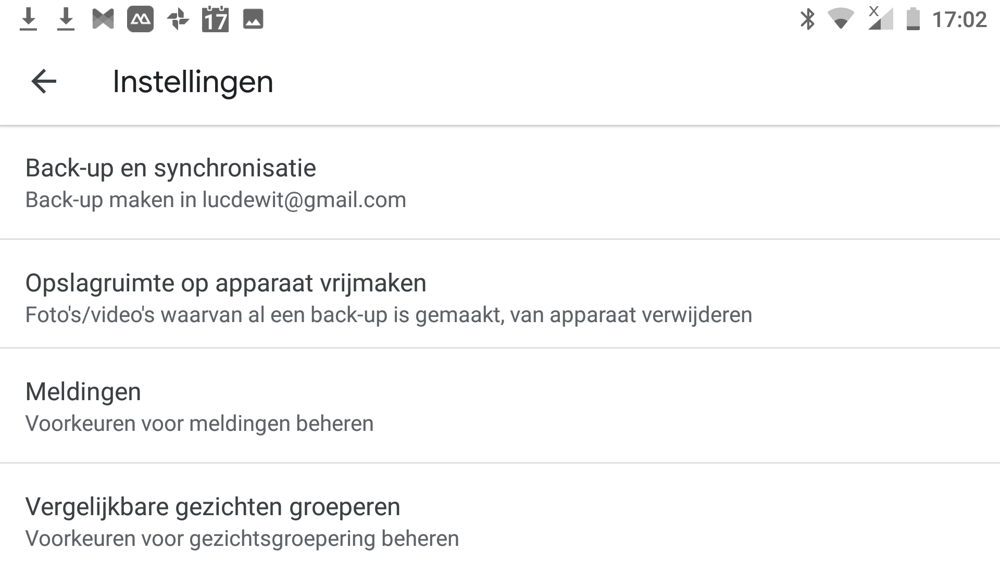 17 X 17:02
Instellingen
Back-up en synchronisatie
Back-up maken in lucdewit@gmail.com
Opslagruimte op apparaat vrijmaken
Foto's/video's waarvan al een back-up is gemaakt, van apparaat verwijderen
Meldingen
Voorkeuren voor meldingen beheren
Vergelijkbare gezichten groeperen
Voorkeuren voor gezichtsgroepering beheren